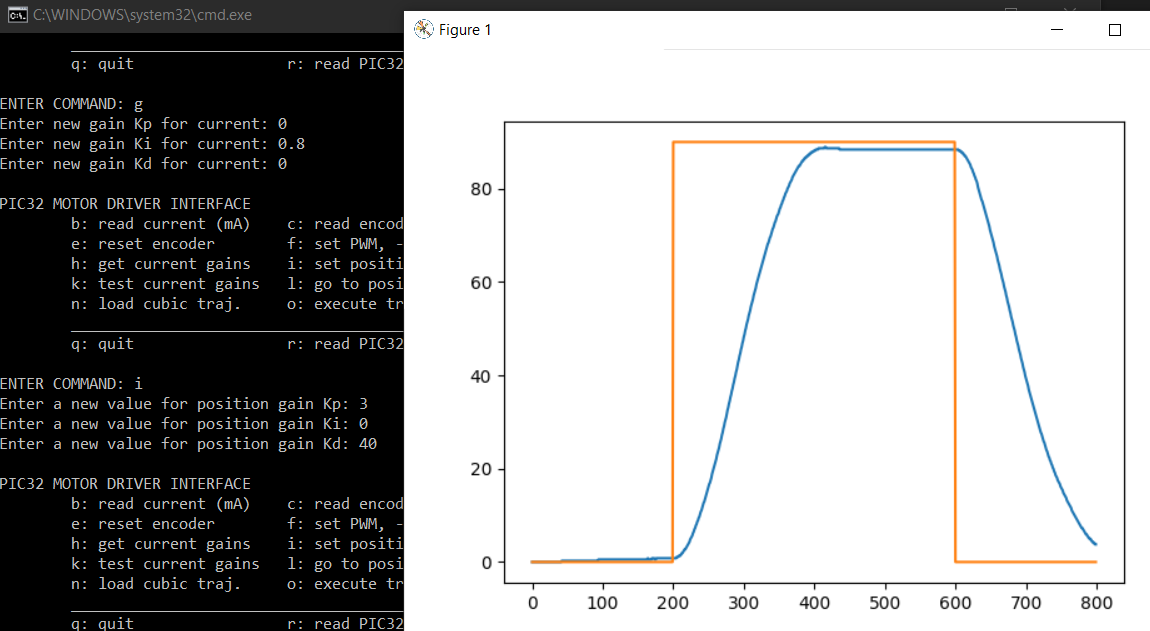 C:\WINDOWS\system32\cmd.exe
q: quit r: read PIC32
ENTER COMMAND: g
Enter new gain Kp for current: 0
Enter new gain Ki for current: 0.8
Enter new gain Kd for current: 0
PIC32 MOTOR DRIVER INTERFACE
b: read current (mA) c: read encod
e: reset encoder f: set PWM, -
h: get current gains i: set positi
k: test current gains l: go to posi
n: load cubic traj. o: execute tr
q: quit r: read PIC32
ENTER COMMAND: i
Enter a new value for position gain Kp: 3
Enter a new value for position gain Ki: 0
Enter a new value for position gain Kd: 40
PIC32 MOTOR DRIVER INTERFACE
b: read current (mA) c: read encod
e: reset encoder f: set PWM, -
h: get current gains i: set positi
k: test current gains l: go to posi
n: load cubic traj. o: execute tr
q: quit r: read PIC32
Figure 1
80
60
40
20
0
0 100 200 300 400 500 600 700 800